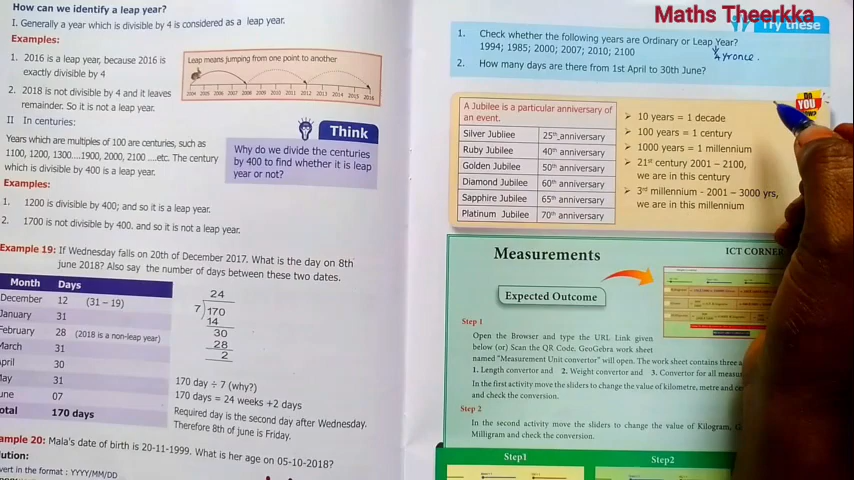 Maths Theerkka
How can we identify a leap year?
I. Generally a year which is divisible by 4 is considered as a leap year.
Examples:
1. 2016 is a leap year, because 2016 is
exactly divisible by 4
2. 2018 is not divisible by 4 and it leaves
remainder. So it is not a leap year.
Leap means jumping from one point to another
2004 2005 2006 2007 2008 2009 2010 2011 2012 2013 2014 2015 2016
II In centuries:
Years which are multiples of 100 are centuries, such as
1100, 1200, 1300....1900, 2000, 2100 ....etc. The century
which is divisible by 400 is a leap year.
Think
Why do we divide the centuries
by 400 to find whether it is leap
year or not?
Examples:
1. 1200 is divisible by 400; and so it is a leap year.
2. 1700 is not divisible by 400. and so it is not a leap year.
Example 19: If Wednesday falls on 20th of December 2017. What is the day on 8th
june 2018? Also say the number of days between these two dates.
Month Days
December 12 (31 – 19)
January 31
February 28 (2018 is a non-leap year)
March 31
pril 30
ay 31
une 07
otal 170 days
24
7 170
14
30
28
2
170 day ÷ 7 (why?)
170 days = 24 weeks +2 days
Required day is the second day after Wednesday.
Therefore 8th of june is Friday.
ample 20: Mala's date of birth is 20-11-1999. What is her age on 05-10-2018?
lution:
vert in the format : YYYY/MM/DD
Try these
1. Check whether the following years are Ordinary or Leap Year?
1994; 1985; 2000; 2007; 2010; 2100
2. How many days are there from 1st April to 30th June?
DO
YOU
A Jubilee is a particular anniversary of
an event.
Silver Jubliee 25th anniversary
Ruby Jubilee 40th anniversary
Golden Jubilee 50th anniversary
Diamond Jubilee 60th anniversary
Sapphire Jubilee 65th anniversary
Platinum Jubilee 70th anniversary
➢ 10 years = 1 decade
➢ 100 years = 1 century
➢ 1000 years = 1 millennium
➢ 21st century 2001 – 2100,
we are in this century
➢ 3rd millennium - 2001 – 3000 yrs,
we are in this millennium
Measurements
ICT CORNER
Expected Outcome
Step 1
Open the Browser and type the URL Link given
below (or) Scan the QR Code. GeoGebra work sheet
named "Measurement Unit convertor" will open. The work sheet contains three a
1. Length convertor and 2. Weight convertor and 3. Convertor for all measu
In the first activity move the sliders to change the value of kilometre, metre and ce
and check the conversion.
Step 2
In the second activity move the sliders to change the value of Kilogram, G
Milligram and check the conversion.
Step1 Step2